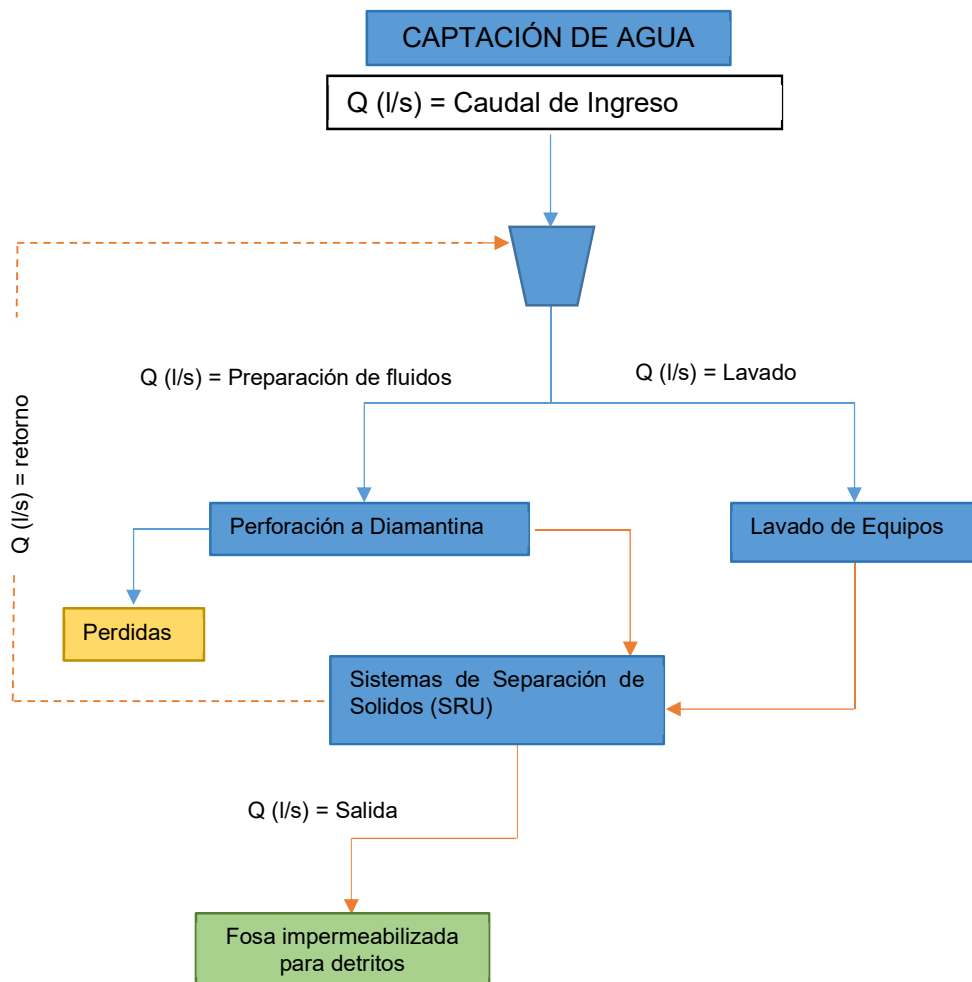 CAPTACIÓN DE AGUA
Q (l/s) = Caudal de Ingreso
Q (l/s) = Preparación de fluidos
Q (l/s) = Lavado
Q (l/s) = retorno
Perforación a Diamantina
Lavado de Equipos
Perdidas
Sistemas de Separación de
Solidos (SRU)
Q (l/s) = Salida
Fosa impermeabilizada
para detritos